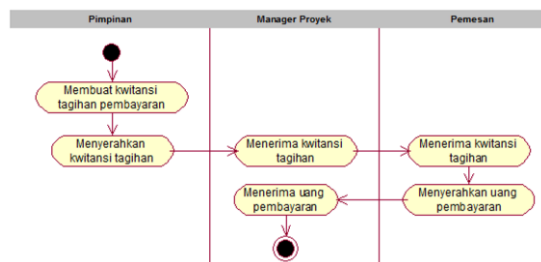 Pimpinan
Manager Proyek
Pemesan
Membuat kwitansi
tagihan pembayaran
Menyerahkan
kwitansi tagihan
Menerima kwitansi
tagihan
Menerima kwitansi
tagihan
Menerima uang
pembayaran
Menyerahkan uang
pembayaran